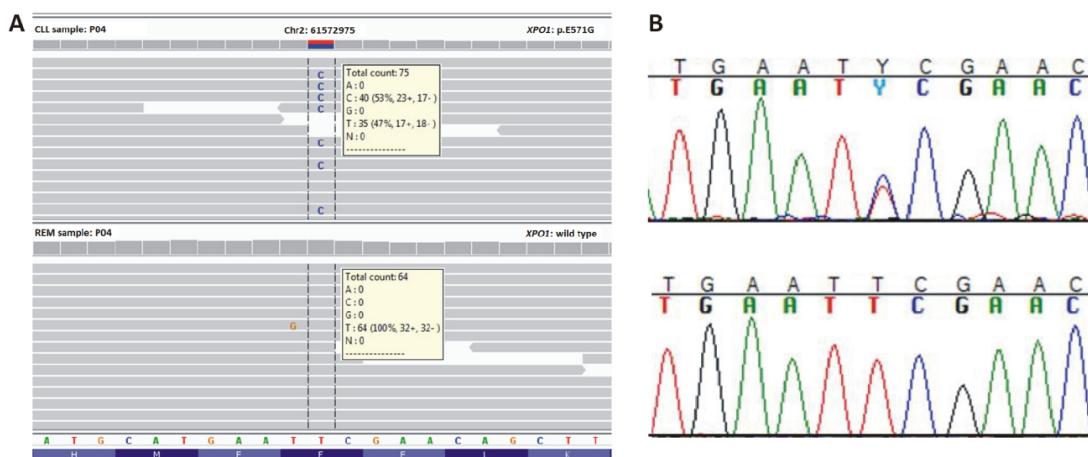 A
CLL sample: P04 Chr2: 61572975 XPO1: p.E571G
C
C
C
C
C
C
C
Total count: 75
A : 0
C : 40 (53%, 23+, 17- )
G : 0
T : 35 (47%, 17+, 18- )
N : 0
---------------
REM sample: P04 XPO1: wild type
G
Total count: 64
A : 0
C : 0
G : 0
T : 64 (100%, 32+, 32- )
N : 0
---------------
A T G C A T G A A T T C G A A C A G C T T
H M F E L K
B
T G A A T Y C G A A C
T G A A T Y C G A A C
T G A A T T C G A A C
T G A A T T C G A A C